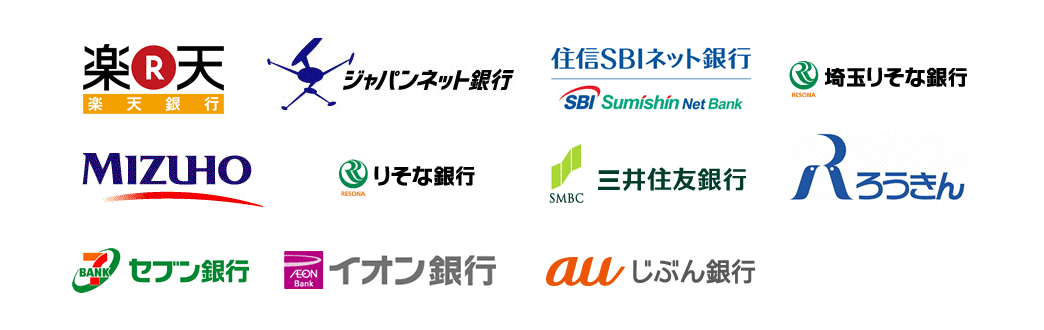 楽R天
楽天銀行
ジャパンネット銀行
住信SBIネット銀行
SBI Sumishin Net Bank
RESONA
埼玉りそな銀行
MIZUHO
RESONA
りそな銀行
SMBC
三井住友銀行
ろうきん
7
BANK
セブン銀行
ÆON
Bank
イオン銀行
au じぶん銀行